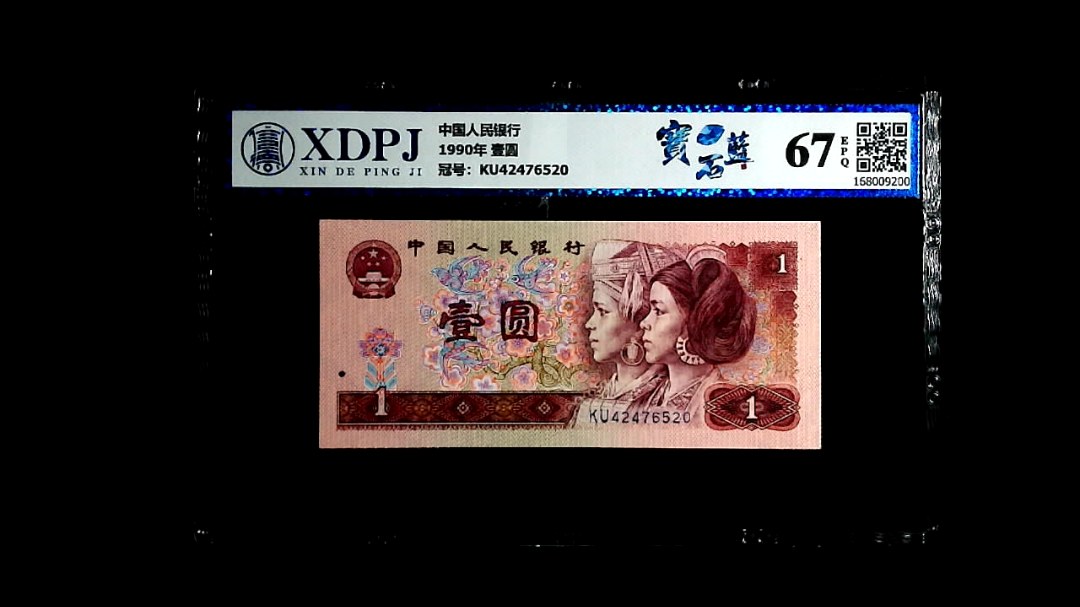 XDPJ
XIN DE PING JI
中国人民银行
1990年 壹圆
冠号：KU42476520
寶石蓝
67
EPQ
168009200
中国人民银行
1
壹圆
1
KU42476520
1